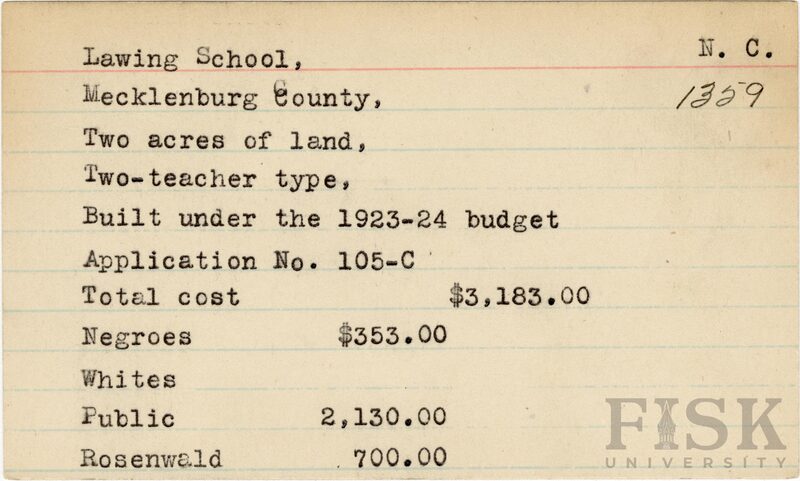 Lawing School, N. C.
Mecklenburg County, 1359
Two acres of land,
Two-teacher type,
Built under the 1923-24 budget
Application No. 105-C
Total cost $3,183.00
Negroes $353.00
Whites
Public 2,130.00
Rosenwald 700.00
FISK
UNIVERSITY